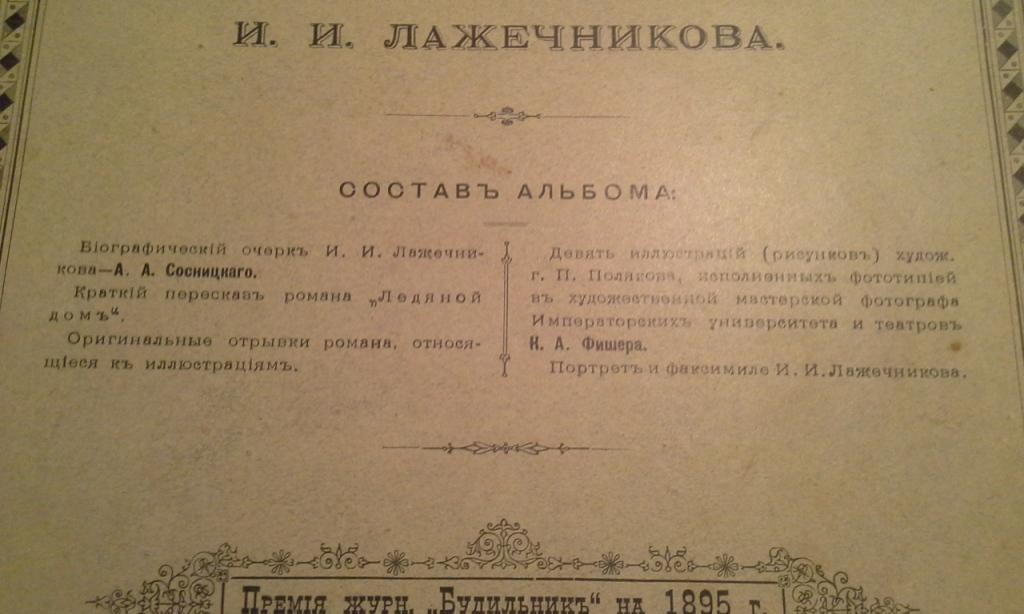 И. И. ЛАЖЕЧНИКОВА.
СОСТАВЪ АЛЬБОМА:
Біографическій очеркъ И. И. Лажечни-
кова—А. А. Сосницкаго.
Краткій пересказъ романа „Ледяной
домъ“.
Оригинальные отрывки романа, относя-
щіеся къ иллюстраціямъ.
Девять иллюстрацій (рисунковъ) худож.
г. П. Полякова, исполненныхъ фототипіей
въ художественной мастерской фотографа
Императорскихъ университета и театровъ
К. А. Фишера.
Портретъ и факсимиле И. И. Лажечникова.
Премія журн. „Будильникъ“ на 1895 г.